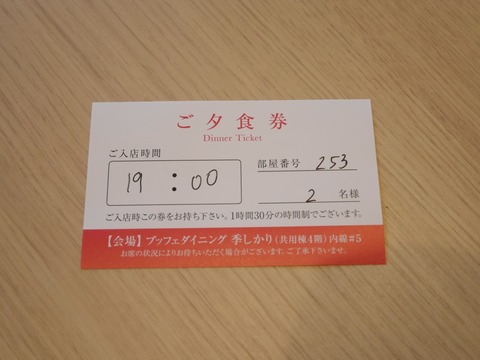 ご夕食券
Dinner Ticket
ご入店時間
19:00
部屋番号 253
2 名様
ご入店時この券をお持ち下さい。1時間30分の時間制でございます。
【会場】ブッフェダイニング 季しかり(共用棟4階)内線#5
お席の状況によりお待ちいただく場合がございます。ご了承下さいませ。